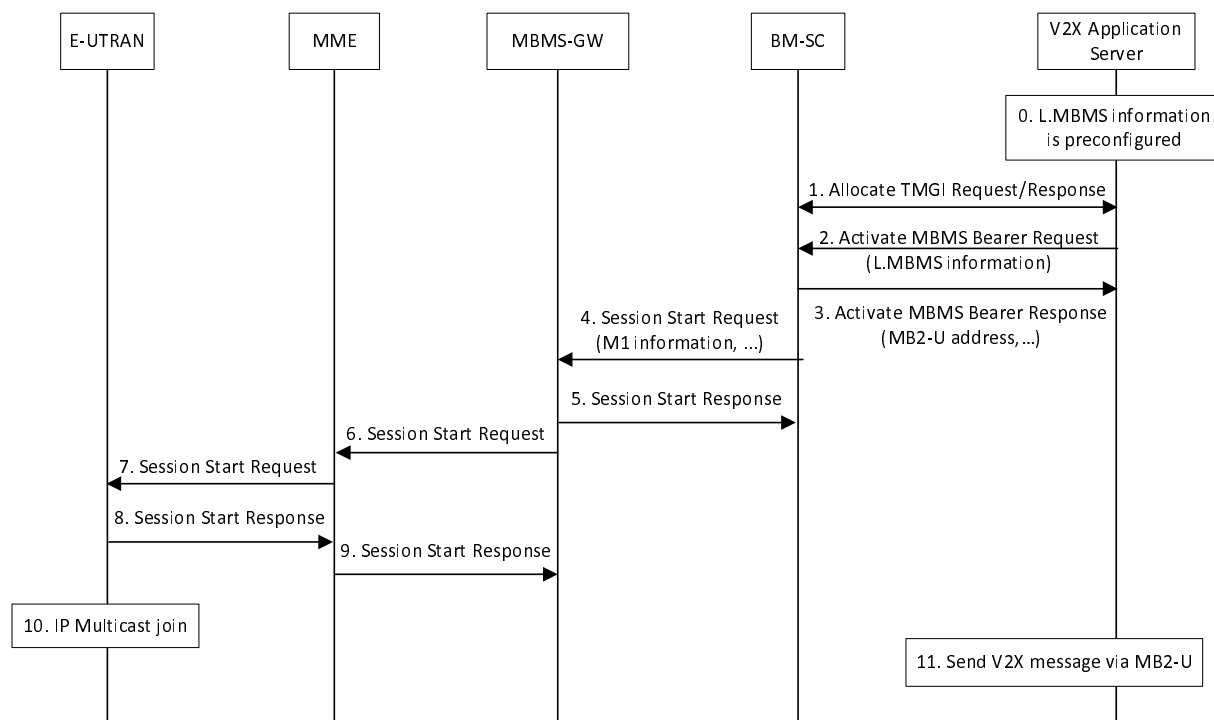 E-UTRAN
MME
MBMS-GW
BM-SC
V2X Application
Server
0. L.MBMS information
is preconfigured
1. Allocate TMGI Request/Response
2. Activate MBMS Bearer Request
(L.MBMS information)
3. Activate MBMS Bearer Response
(MB2-U address, ...)
4. Session Start Request
(M1 information, ...)
5. Session Start Response
6. Session Start Request
7. Session Start Request
8. Session Start Response
9. Session Start Response
10. IP Multicast join
11. Send V2X message via MB2-U